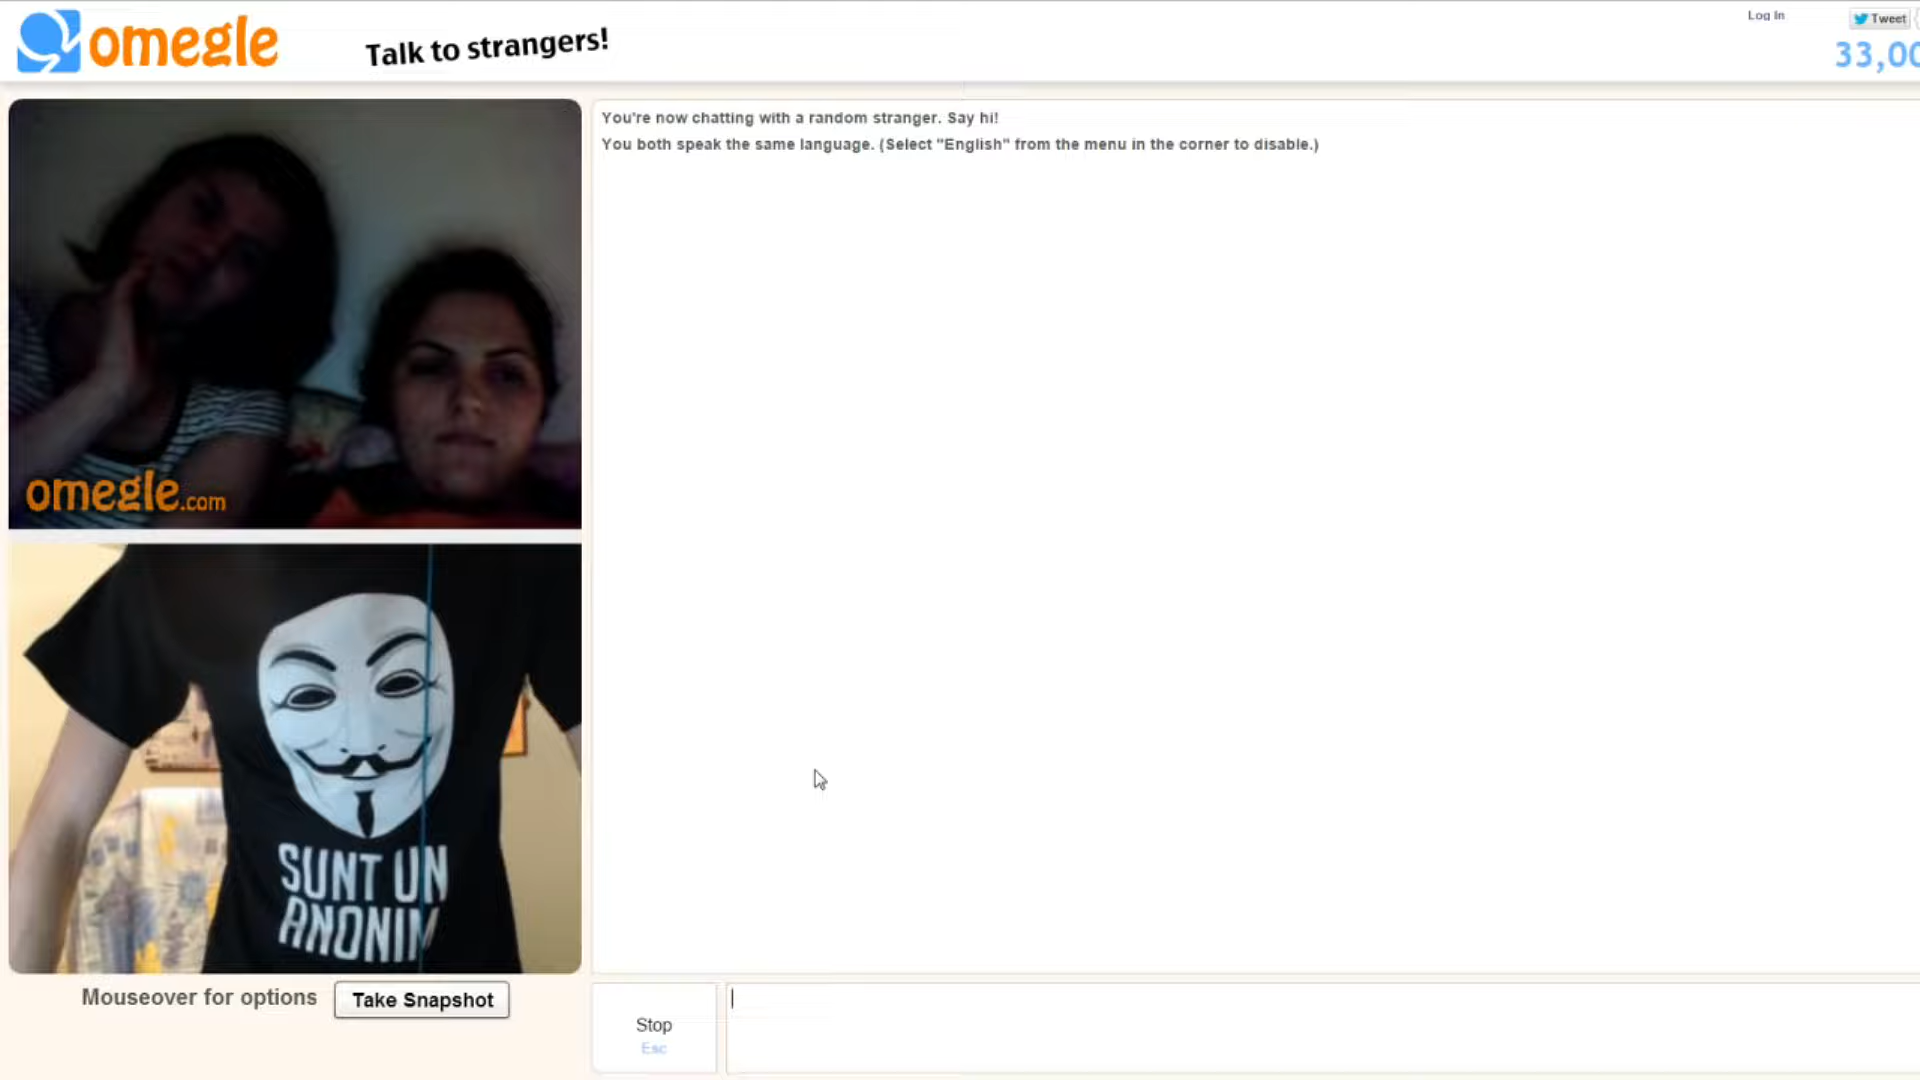 omegle
Talk to strangers!
Log In
Tweet
33,00
You're now chatting with a random stranger. Say hi!
You both speak the same language. (Select "English" from the menu in the corner to disable.)
omegle.com
SUNT UN
ANONIM
Mouseover for options
Take Snapshot
Stop
Esc